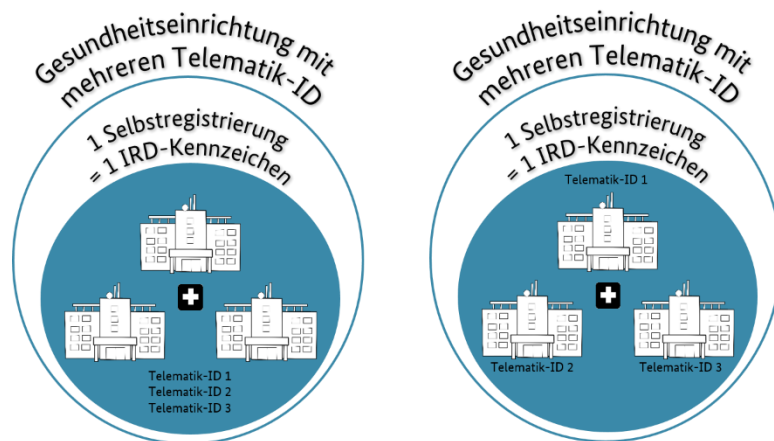 Gesundheitseinrichtung mit
mehreren Telematik-ID
1 Selbstregistrierung
= 1 IRD-Kennzeichen
Telematik-ID 1
Telematik-ID 2
Telematik-ID 3
Gesundheitseinrichtung mit
mehreren Telematik-ID
1 Selbstregistrierung
= 1 IRD-Kennzeichen
Telematik-ID 1
Telematik-ID 2
Telematik-ID 3